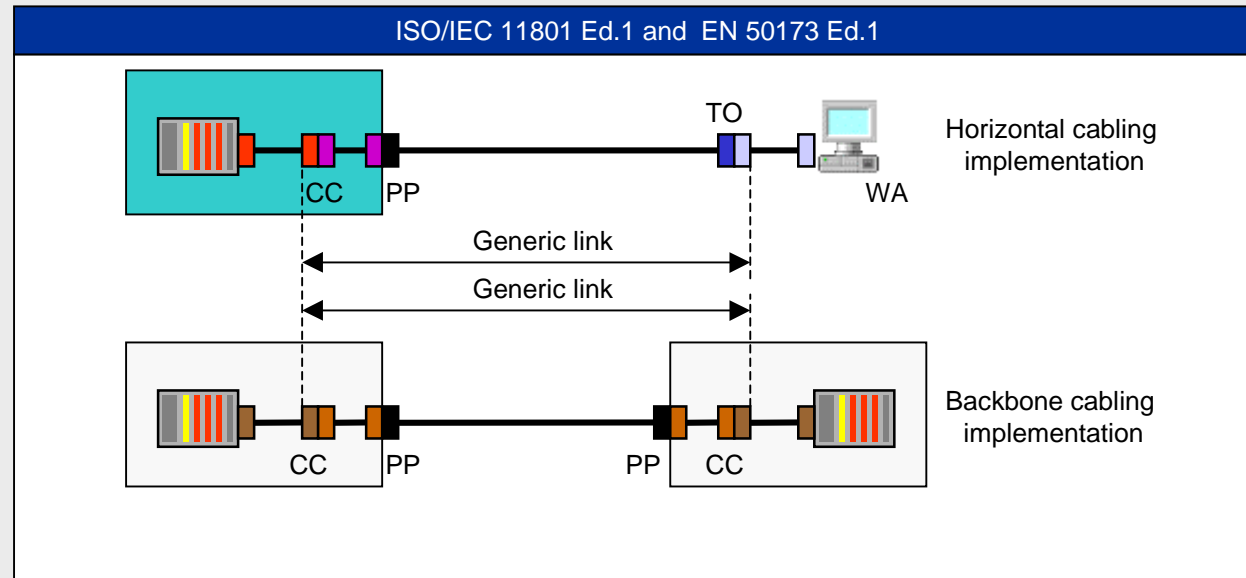 ISO/IEC 11801 Ed.1 and EN 50173 Ed.1
TO
Horizontal cabling
implementation
CC
PP
WA
Generic link
Generic link
Backbone cabling
implementation
CC
PP
PP
CC